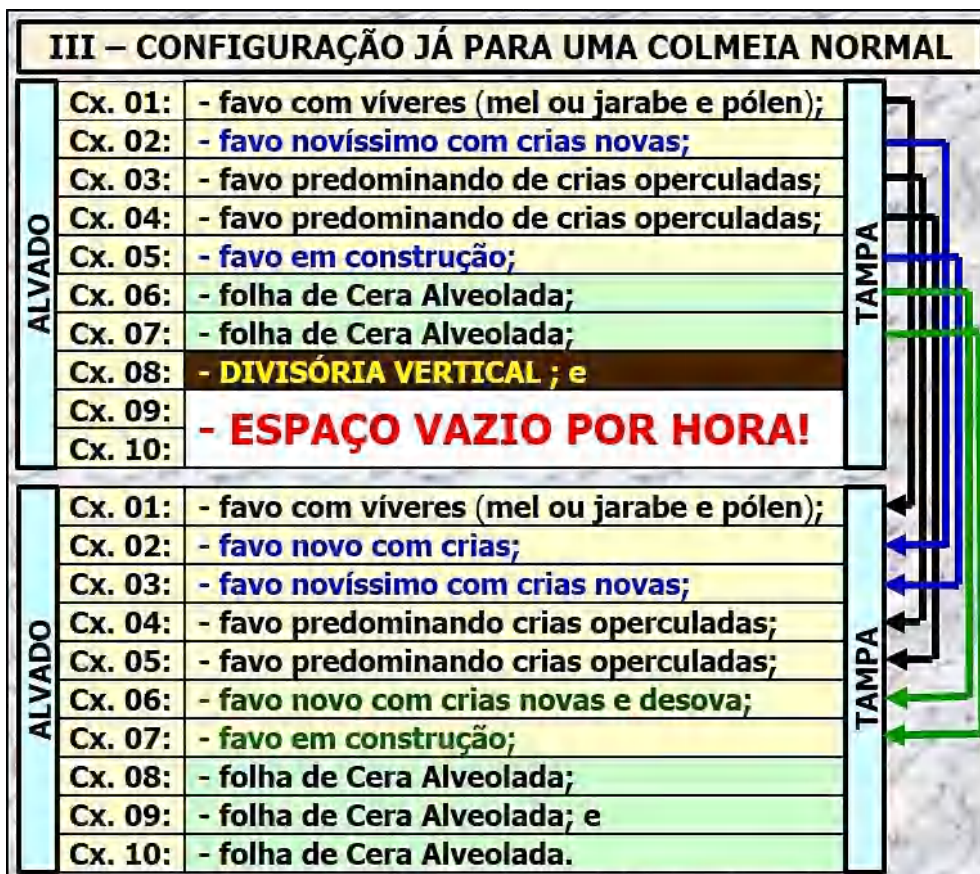 III – CONFIGURAÇÃO JÁ PARA UMA COLMEIA NORMAL
ALVADO
Cx. 01: - favo com víveres (mel ou jarabe e pólen);
Cx. 02: - favo novíssimo com crias novas;
Cx. 03: - favo predominando de crias operculadas;
Cx. 04: - favo predominando de crias operculadas;
Cx. 05: - favo em construção;
Cx. 06: - folha de Cera Alveolada;
Cx. 07: - folha de Cera Alveolada;
Cx. 08: - DIVISÓRIA VERTICAL ; e
Cx. 09:
- ESPAÇO VAZIO POR HORA!
Cx. 10:
TAMPA
ALVADO
Cx. 01: - favo com víveres (mel ou jarabe e pólen);
Cx. 02: - favo novo com crias;
Cx. 03: - favo novíssimo com crias novas;
Cx. 04: - favo predominando crias operculadas;
Cx. 05: - favo predominando crias operculadas;
Cx. 06: - favo novo com crias novas e desova;
Cx. 07: - favo em construção;
Cx. 08: - folha de Cera Alveolada;
Cx. 09: - folha de Cera Alveolada; e
Cx. 10: - folha de Cera Alveolada.
TAMPA